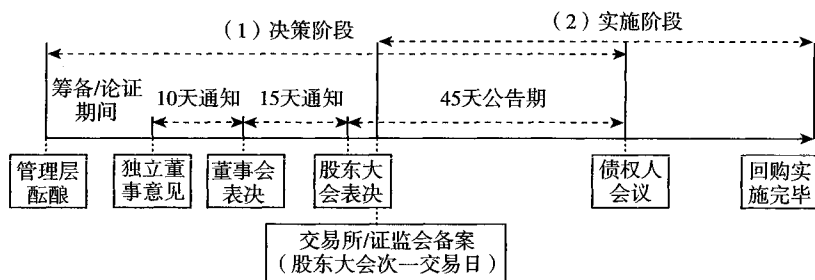 （1）决策阶段
（2）实施阶段
筹备/论证
期间
10天通知
15天通知
45天公告期
管理层
酝酿
独立董
事意见
董事会
表决
股东大
会表决
债权人
会议
回购实
施完毕
交易所/证监会备案
（股东大会次一交易日）